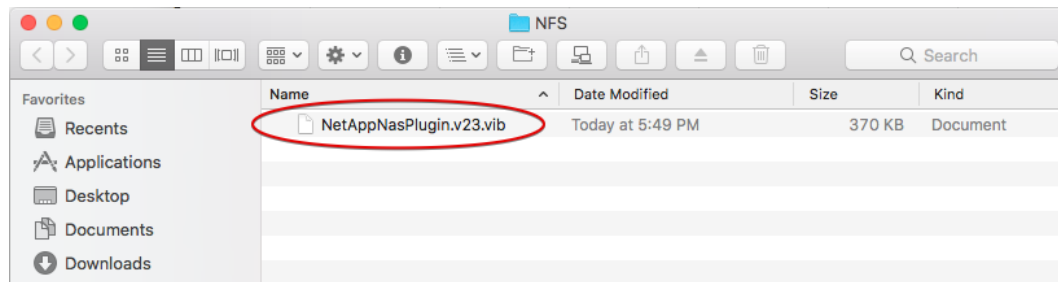 NFS
Search
Favorites
Name Date Modified Size Kind
Recents
NetAppNasPlugin.v23.vib Today at 5:49 PM 370 KB Document
Applications
Desktop
Documents
Downloads